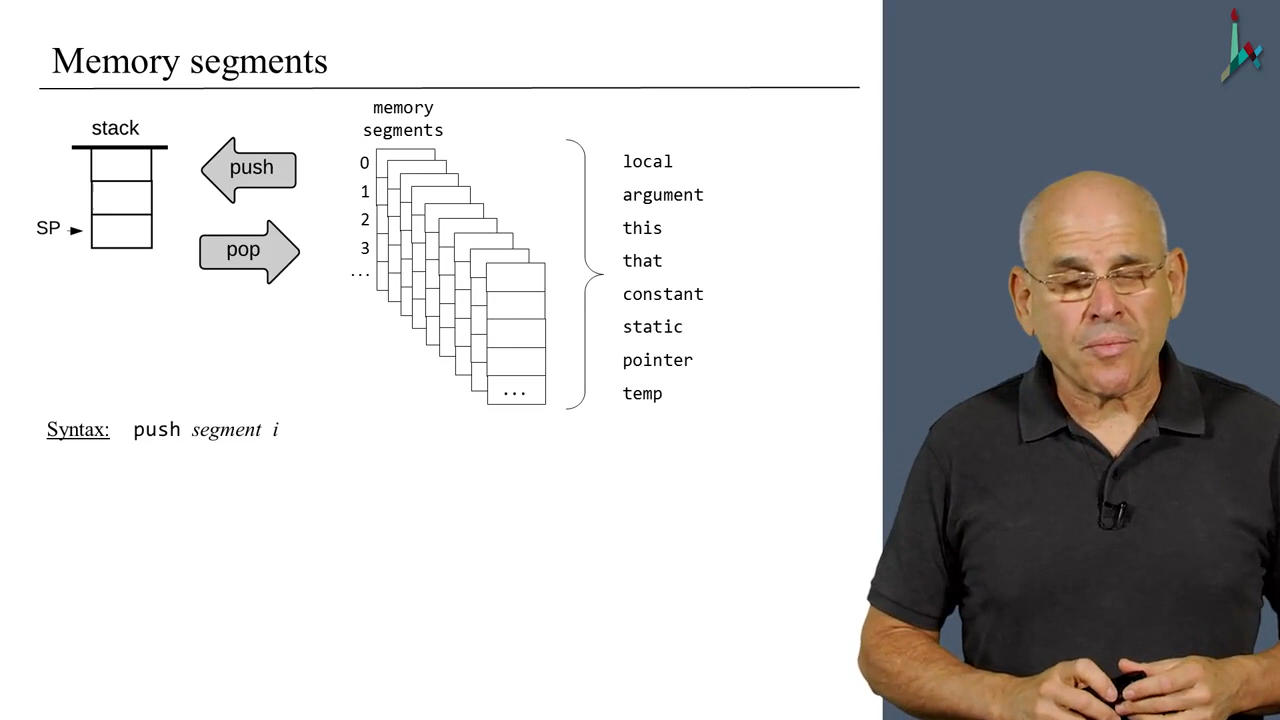 Memory segments
stack
push
pop
SP
memory
segments
0
1
2
3
...
...
local
argument
this
that
constant
static
pointer
temp
Syntax: push segment i